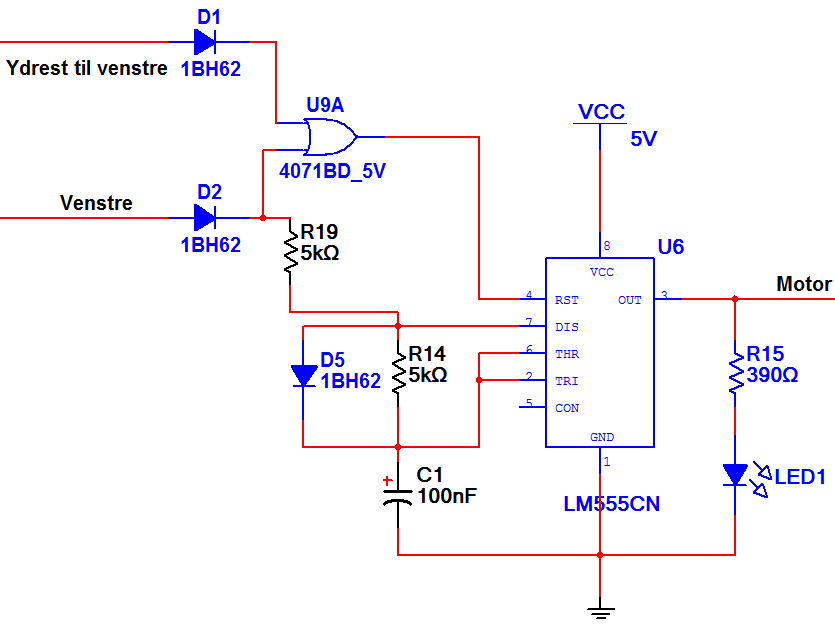 D1
Ydrest til venstre 1BH62
U9A
4071BD_5V
VCC
5V
Venstre
D2
1BH62
R19
5kΩ
8
U6
VCC
4 RST OUT 3
Motor
7 DIS
6 THR
2 TRI
5 CON
GND
1
D5
1BH62
R14
5kΩ
R15
390Ω
+ C1
100nF
LM555CN
LED1